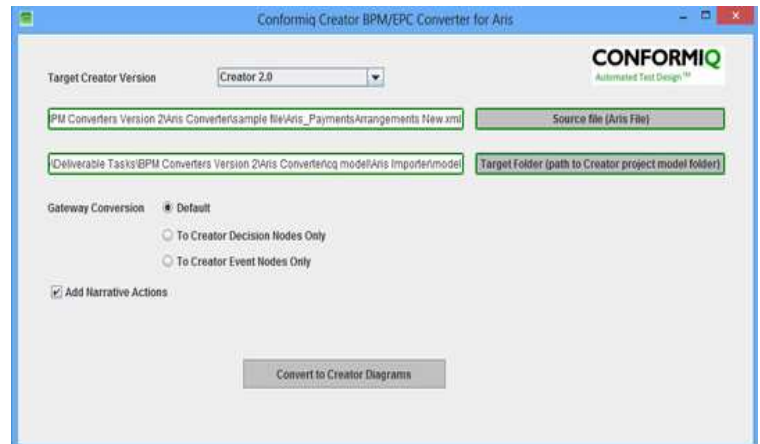 Conformiq Creator BPM/EPC Converter for Aris
CONFORMIQ
Automated Test Design™
Target Creator Version Creator 2.0
PM Converters Version 2\Aris Converter\sample file\Aris_PaymentsArrangements New.xml Source file (Aris File)
\Deliverable Tasks\BPM Converters Version 2\Aris Converter\cq model\Aris Importer\model Target Folder (path to Creator project model folder)
Gateway Conversion Default
To Creator Decision Nodes Only
To Creator Event Nodes Only
Add Narrative Actions
Convert to Creator Diagrams